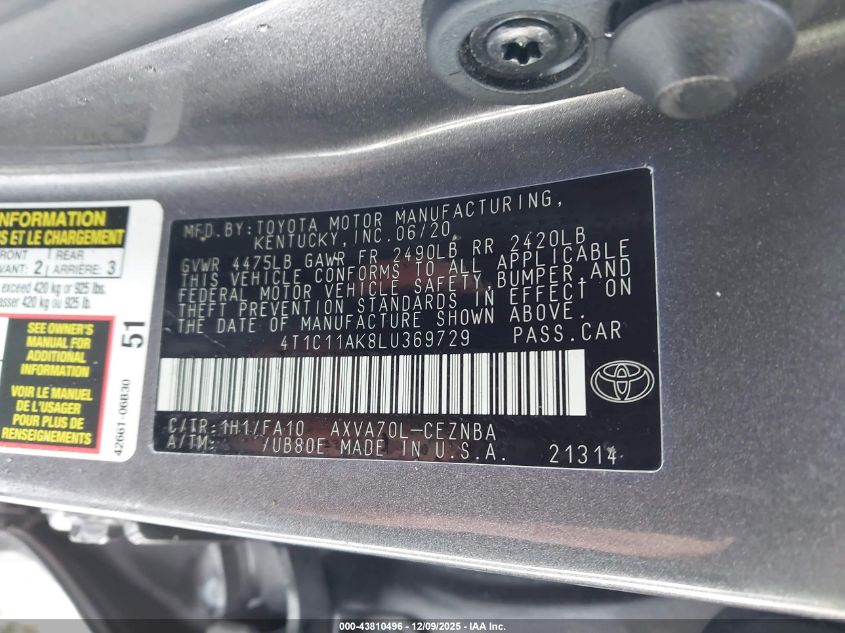 INFORMATION
S ET LE CHARGEMENT
FRONT 1 REAR
AVANT: 2 ARRIÈRE: 3
exceed 420 kg or 925 lbs.
asser 420 kg ou 925 lb.
SEE OWNER'S
MANUAL FOR
ADDITIONAL
INFORMATION
VOIR LE MANUEL
DE L'USAGER
POUR PLUS DE
RENSEIGNEMENTS
51
42661-06B30
MFD.BY:TOYOTA MOTOR MANUFACTURING,
KENTUCKY,INC.06/20
GVWR 4475LB GAWR FR 2490LB RR 2420LB
THIS VEHICLE CONFORMS TO ALL APPLICABLE
FEDERAL MOTOR VEHICLE SAFETY,BUMPER,AND
THEFT PREVENTION STANDARDS IN EFFECT ON
THE DATE OF MANUFACTURE SHOWN ABOVE.
4T1C11AK8LU369729 PASS.CAR
C/TR:1H1/FA10 AXVA70L-CEZNBA
A/TM: /UB80E MADE IN U.S.A. 21314
000-43810496 - 12/09/2025 - IAA Inc.